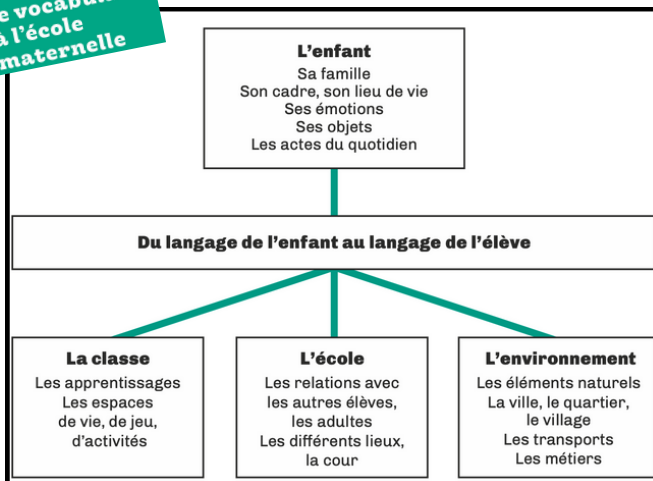 e vocabul
à l'école
maternelle
L'enfant
Sa famille
Son cadre, son lieu de vie
Ses émotions
Ses objets
Les actes du quotidien
Du langage de l'enfant au langage de l'élève
La classe
Les apprentissages
Les espaces
de vie, de jeu,
d'activités
L'école
Les relations avec
les autres élèves,
les adultes
Les différents lieux,
la cour
L'environnement
Les éléments naturels
La ville, le quartier,
le village
Les transports
Les métiers